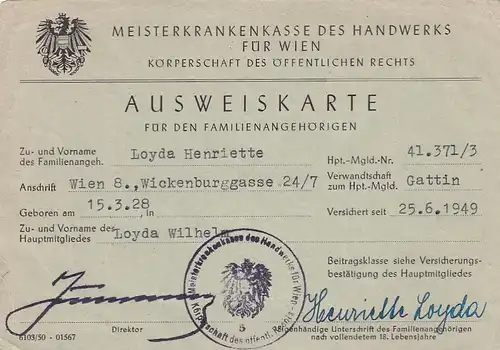 MEISTERKRANKENKASSE DES HANDWERKS
FÜR WIEN
KÖRPERSCHAFT DES ÖFFENTLICHEN RECHTS
AUSWEISKARTE
FÜR DEN FAMILIENANGEHÖRIGEN
Zu- und Vorname des Familienangeh. Loyda Henriette Hpt.-Mgld.-Nr. 41.371/3
Anschrift Wien 8.,Wickenburggasse 24/7 Verwandtschaft zum Hpt.-Mgld. Gattin
Geboren am 15.3.28 , in Versichert seit 25.6.1949
Zu- und Vorname des Hauptmitgliedes Loyda Wilhelm
Beitragsklasse siehe Versicherungs-
bestätigung des Hauptmitgliedes
Meisterkrankenkasse des Handwerks für Wien
Körperschaft des öffentl. Rechts
5
Henriette Loyda
6103/50 - 01567 Direktor Eigenhändige Unterschrift des Familienangehörigen
nach vollendetem 18. Lebensjahre